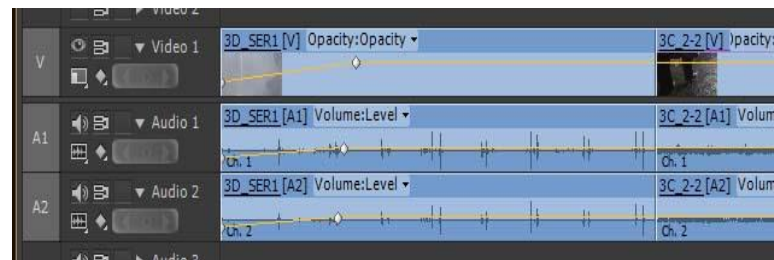 Video 2
V
Video 1
3D_SER1 [V] Opacity:Opacity
3C_2-2 [V] )pacity:
A1
Audio 1
3D_SER1 [A1] Volume:Level
3C_2-2 [A1] Volum
Ch. 1
Ch. 1
A2
Audio 2
3D_SER1 [A2] Volume:Level
3C_2-2 [A2] Volum
Ch. 2
Ch. 2
Audio 3